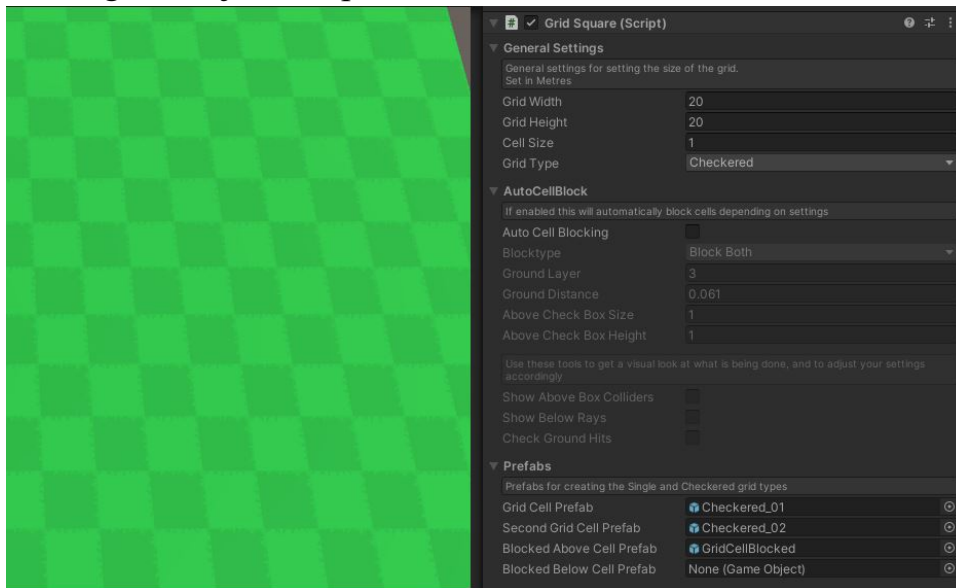 Grid Square (Script)
General Settings
General settings for setting the size of the grid.
Set in Metres
Grid Width 20
Grid Height 20
Cell Size 1
Grid Type Checkered
AutoCellBlock
If enabled this will automatically block cells depending on settings
Auto Cell Blocking
Blocktype Block Both
Ground Layer 3
Ground Distance 0.061
Above Check Box Size 1
Above Check Box Height 1
Use these tools to get a visual look at what is being done, and to adjust your settings
accordingly
Show Above Box Colliders
Show Below Rays
Check Ground Hits
Prefabs
Prefabs for creating the Single and Checkered grid types
Grid Cell Prefab Checkered_01
Second Grid Cell Prefab Checkered_02
Blocked Above Cell Prefab GridCellBlocked
Blocked Below Cell Prefab None (Game Object)